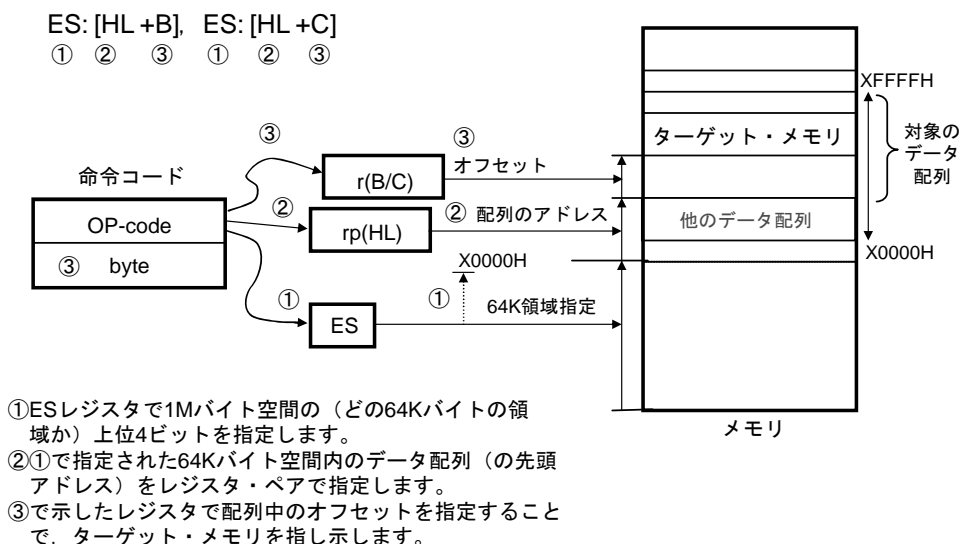 ES: [HL +B], ES: [HL +C]
① ② ③ ① ② ③
XFFFFH
③
③
ターゲット・メモリ
対象の
データ
配列
命令コード
r(B/C)
オフセット
②
OP-code
rp(HL)
② 配列のアドレス
他のデータ配列
③ byte
X0000H
X0000H
①
①
64K領域指定
ES
メモリ
①ESレジスタで1Mバイト空間の（どの64Kバイトの領
域か）上位4ビットを指定します。
②①で指定された64Kバイト空間内のデータ配列（の先頭
アドレス）をレジスタ・ペアで指定します。
③で示したレジスタで配列中のオフセットを指定すること
で，ターゲット・メモリを指し示します。